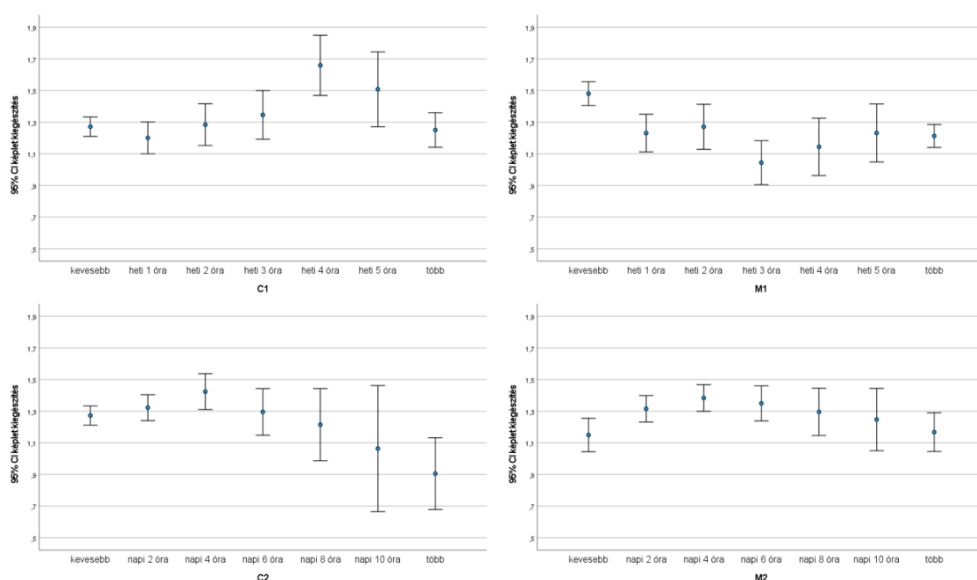 95% CI képlet kiegészítés
1,9
1,7
1,5
1,3
1,1
,9
,7
,5
kevesebb heti 1 óra heti 2 óra heti 3 óra heti 4 óra heti 5 óra több
C1
95% CI képlet kiegészítés
1,9
1,7
1,5
1,3
1,1
,9
,7
,5
kevesebb heti 1 óra heti 2 óra heti 3 óra heti 4 óra heti 5 óra több
M1
95% CI képlet kiegészítés
1,9
1,7
1,5
1,3
1,1
,9
,7
,5
kevesebb napi 2 óra napi 4 óra napi 6 óra napi 8 óra napi 10 óra több
C2
95% CI képlet kiegészítés
1,9
1,7
1,5
1,3
1,1
,9
,7
,5
kevesebb napi 2 óra napi 4 óra napi 6 óra napi 8 óra napi 10 óra több
M2